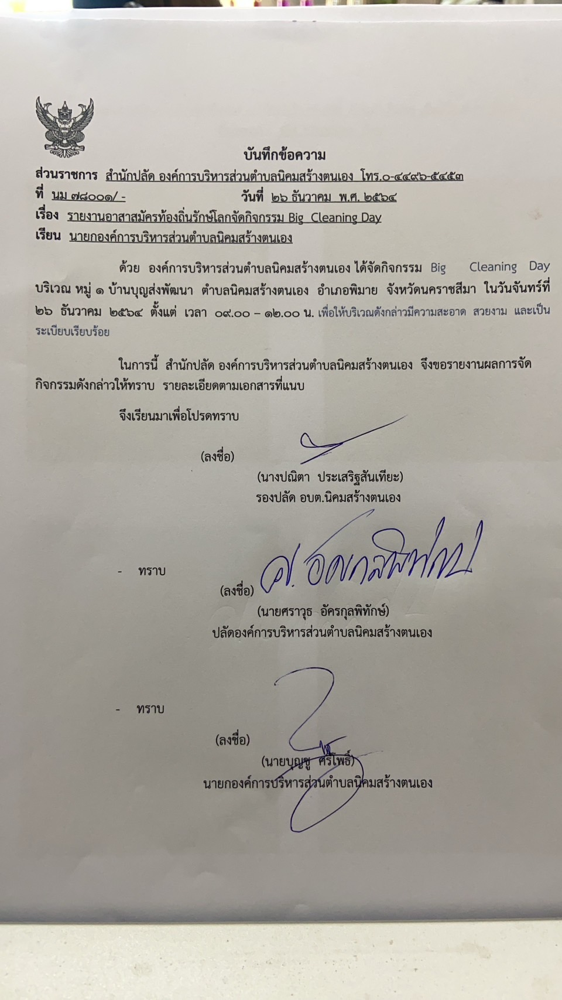 บันทึกข้อความ
ส่วนราชการ สำนักปลัด องค์การบริหารส่วนตำบลนิคมสร้างตนเอง โทร.๐-๔๔๙๖-๕๔๕๓
ที่ นม ๗๘๐๐๑/ - วันที่ ๒๖ ธันวาคม พ.ศ. ๒๕๖๔
เรื่อง รายงานอาสาสมัครท้องถิ่นรักษ์โลกจัดกิจกรรม Big Cleaning Day
เรียน นายกองค์การบริหารส่วนตำบลนิคมสร้างตนเอง
ด้วย องค์การบริหารส่วนตำบลนิคมสร้างตนเอง ได้จัดกิจกรรม Big Cleaning Day
บริเวณ หมู่ ๑ บ้านบุญส่งพัฒนา ตำบลนิคมสร้างตนเอง อำเภอพิมาย จังหวัดนครราชสีมา ในวันจันทร์ที่
๒๖ ธันวาคม ๒๕๖๔ ตั้งแต่ เวลา ๐๙.๐๐ – ๑๒.๐๐ น. เพื่อให้บริเวณดังกล่าวมีความสะอาด สวยงาม และเป็น
ระเบียบเรียบร้อย
ในการนี้ สำนักปลัด องค์การบริหารส่วนตำบลนิคมสร้างตนเอง จึงขอรายงานผลการจัด
กิจกรรมดังกล่าวให้ทราบ รายละเอียดตามเอกสารที่แนบ
จึงเรียนมาเพื่อโปรดทราบ
(ลงชื่อ)
(นางปณิตา ประเสริฐสันเทียะ)
รองปลัด อบต.นิคมสร้างตนเอง
- ทราบ
(ลงชื่อ)
(นายศราวุธ อัครกุลพิทักษ์)
ปลัดองค์การบริหารส่วนตำบลนิคมสร้างตนเอง
- ทราบ
(ลงชื่อ)
(นายบุญชู ศรีโพธิ์)
นายกองค์การบริหารส่วนตำบลนิคมสร้างตนเอง